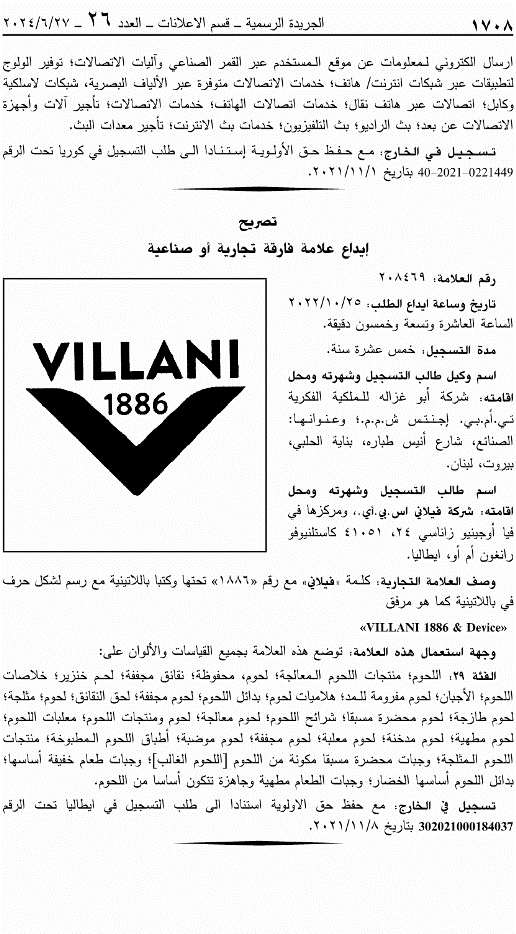 ١٧٠٨
الجريدة الرسمية ــ قسم الاعلانات ــ العدد ٢٦ ــ ٢٠٢٤/٦/٢٧
ارسال الكتروني لـمعلومات عن موقع الـمستخدم عبر القمر الصناعي وآليات الاتصالات؛ توفير الولوج
لتطبيقات عبر شبكات انترنت/ هاتف؛ خدمات الاتصالات متوفرة عبر الألياف البصرية، شبكات لاسلكية
وكابل؛ اتصالات عبر هاتف نقال؛ خدمات اتصالات الهاتف؛ خدمات الاتصالات؛ تأجير آلات وأجهزة
الاتصالات عن بعد؛ بث الراديو؛ بث التلفيزيون؛ خدمات بث الانترنت؛ تأجير معدات البث.
تسجيل في الخارج: مع حفظ حق الأولوية إستنادا الى طلب التسجيل في كوريا تحت الرقم
40–2021–0221449 بتاريخ ٢٠٢١/١١/١.
تصريح
إيداع علامة فارقة تجارية أو صناعية
رقم العلامة: ٢٠٨٤٦٩
تاريخ وساعة ايداع الطلب: ٢٠٢٢/١٠/٢٥
الساعة العاشرة وتسعة وخمسون دقيقة.
مدة التسجيل: خمس عشرة سنة.
اسم وكيل طالب التسجيل وشهرته ومحل
اقامته: شركة أبو غزاله للـملكية الفكرية
تي.أم.بي. إجنتس ش.م.م.؛ وعنوانها:
الصنائع، شارع أنيس طباره، بناية الحلبي،
بيروت، لبنان.
اسم طالب التسجيل وشهرته ومحل
اقامته: شركة فيلاني اس.بي.أي.، ومركزها في
فيا أوجينيو زاناسي ٢٤، ٤١٠٥١ كاستلنيوفو
رانغون أم أو، ايطاليا.
VILLANI
1886
وصف العلامة التجارية: كلـمة «فيلاني» مع رقم «١٨٨٦» تحتها وكتبا باللاتينية مع رسم لشكل حرف
في باللاتينية كما هو مرفق
«VILLANI 1886 & Device»
وجهة استعمال هذه العلامة: توضع هذه العلامة بجميع القياسات والألوان على:
الفئة ٢٩: اللحوم؛ منتجات اللحوم الـمعالجة؛ لحوم، محفوظة؛ نقانق مجففة؛ لحم خنزير؛ خلاصات
اللحوم؛ الأجبان؛ لحوم مفرومة للـمد؛ هلاميات لحوم؛ بدائل اللحوم؛ لحوم مجففة؛ لحق النقانق؛ لحوم؛ مثلجة؛
لحوم طازجة؛ لحوم محضرة مسبقا؛ شرائح اللحوم؛ لحوم معالجة؛ لحوم ومنتجات اللحوم؛ معلبات اللحوم؛
لحوم مطهية؛ لحوم مدخنة؛ لحوم معلبة؛ لحوم مجففة؛ لحوم موضبة؛ أطباق اللحوم الـمطبوخة؛ منتجات
اللحوم الـمثلجة؛ وجبات محضرة مسبقا مكونة من اللحوم [اللحوم الغالب]؛ وجبات طعام خفيفة أساسها؛
بدائل اللحوم أساسها الخضار؛ وجبات الطعام مطهية وجاهزة تتكون أساسا من اللحوم.
تسجيل في الخارج: مع حفظ حق الاولوية استنادا الى طلب التسجيل في ايطاليا تحت الرقم
302021000184037 بتاريخ ٢٠٢١/١١/٨.